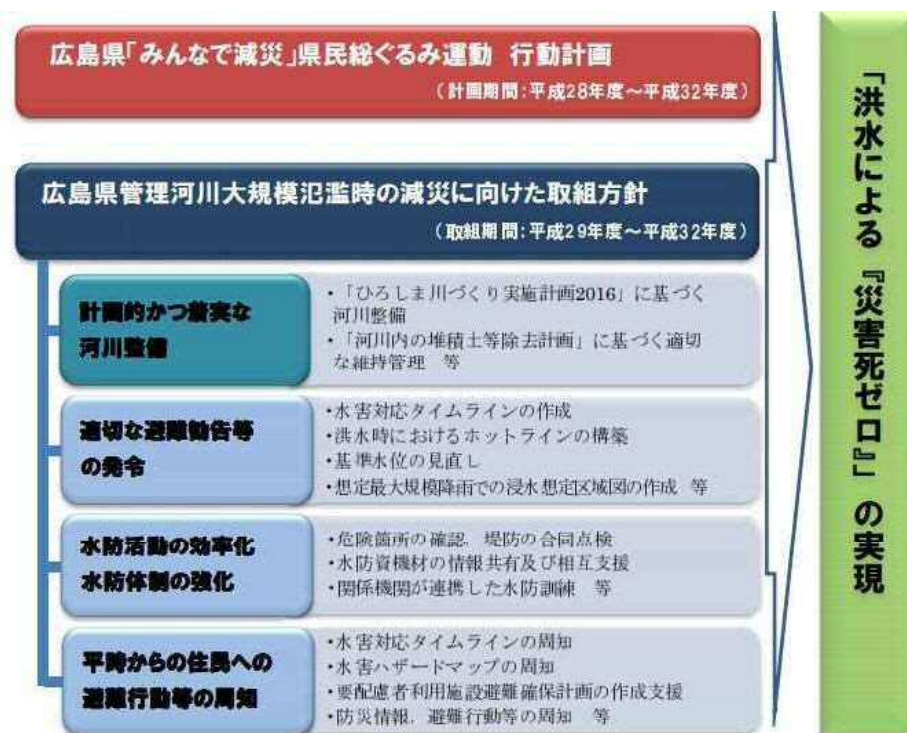 広島県「みんなで減災」県民総ぐるみ運動 行動計画
（計画期間：平成28年度～平成32年度）
広島県管理河川大規模氾濫時の減災に向けた取組方針
（取組期間：平成29年度～平成32年度）
計画的かつ着実な
河川整備
・「ひろしま川づくり実施計画2016」に基づく
河川整備
・「河川内の堆積土等除去計画」に基づく適切
な維持管理 等
適切な避難勧告等
の発令
・水害対応タイムラインの作成
・洪水時におけるホットラインの構築
・基準水位の見直し
・想定最大規模降雨での浸水想定区域図の作成 等
水防活動の効率化
水防体制の強化
・危険箇所の確認，堤防の合同点検
・水防資機材の情報共有及び相互支援
・関係機関が連携した水防訓練 等
平時からの住民への
避難行動等の周知
・水害対応タイムラインの周知
・水害ハザードマップの周知
・要配慮者利用施設避難確保計画の作成支援
・防災情報，避難行動等の周知 等
「洪水による『災害死ゼロ』」の実現